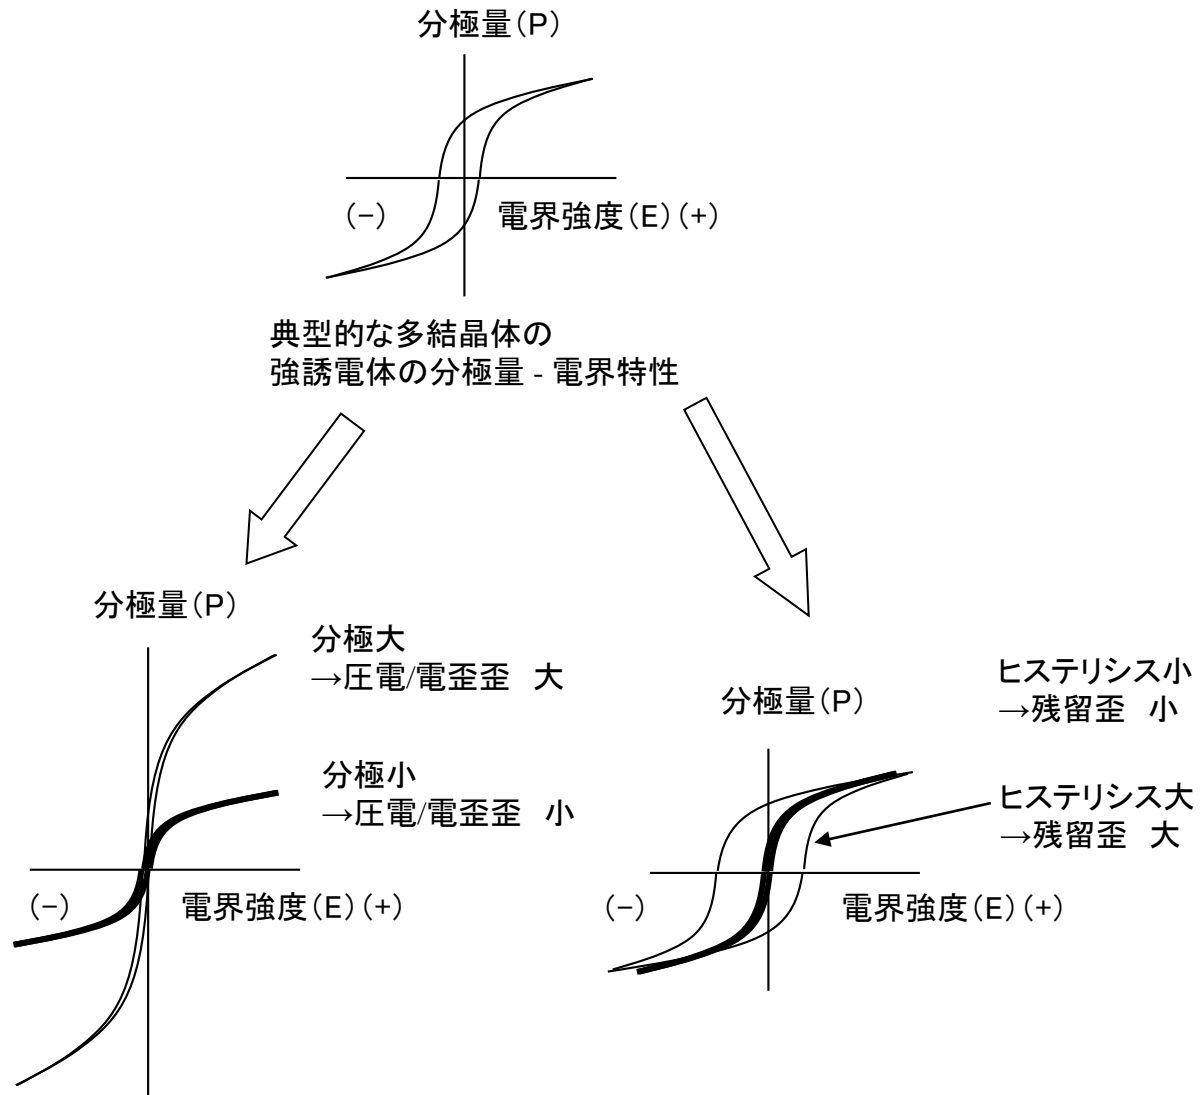 分極量(P)
(−)
電界強度(E)(+)
典型的な多結晶体の
強誘電体の分極量 - 電界特性
分極量(P)
分極大
→圧電/電歪歪 大
分極小
→圧電/電歪歪 小
(−)
電界強度(E)(+)
分極量(P)
ヒステリシス小
→残留歪 小
ヒステリシス大
→残留歪 大
(−)
電界強度(E)(+)